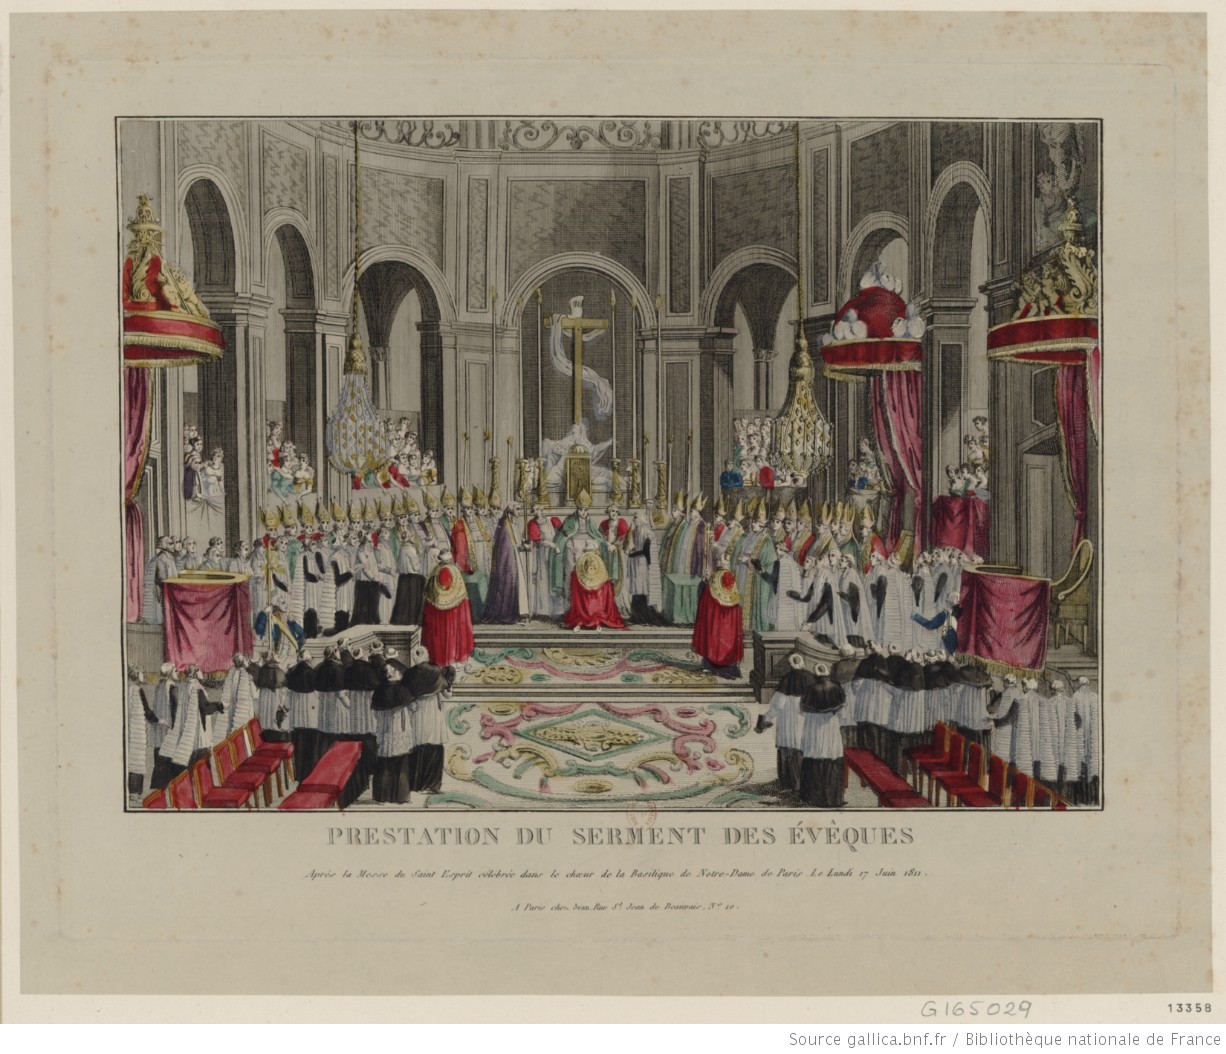 PRESTATION DU SERMENT DES ÉVÊQUES
Après la Messe du Saint Esprit célébrée dans le chœur de la Basilique de Notre-Dame de Paris. Le Lundi 17 Juin 1811.
A Paris chez Jean, Rue St. Jean de Beauvais, No. 10.
G165029
13358
Source gallica.bnf.fr / Bibliothèque nationale de France